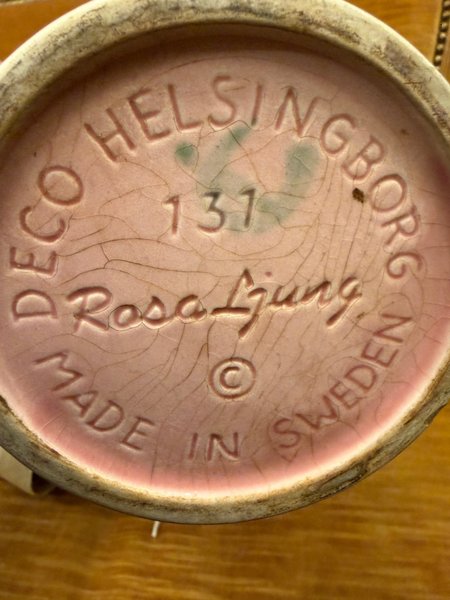 DECO HELSINGBORG
131
Rosa Ljung
©
MADE IN SWEDEN